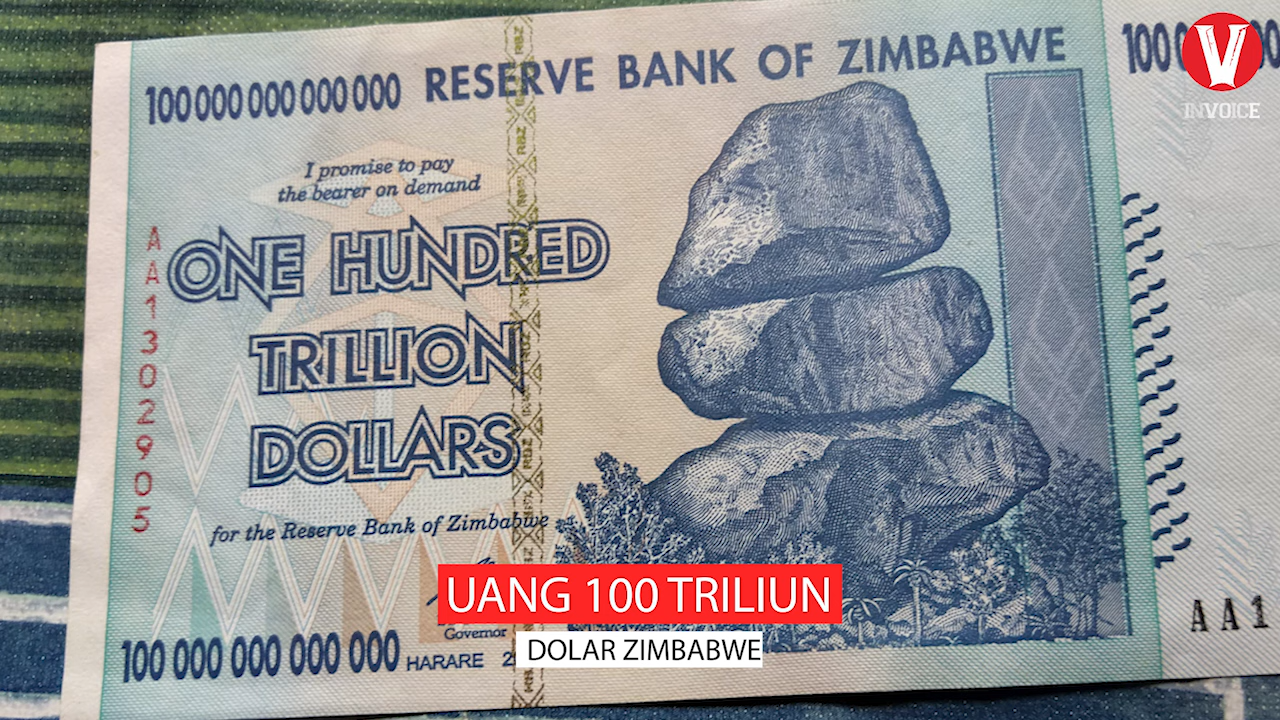 100 000 000 000 000
RESERVE BANK OF ZIMBABWE
V
INVOICE
I promise to pay
the bearer on demand
ONE HUNDRED
TRILLION
DOLLARS
AA1302905
for the Reserve Bank of Zimbabwe
UANG 100 TRILIUN
Governor
DOLAR ZIMBABWE
100 000 000 000 000
HARARE
AA1
RBZ